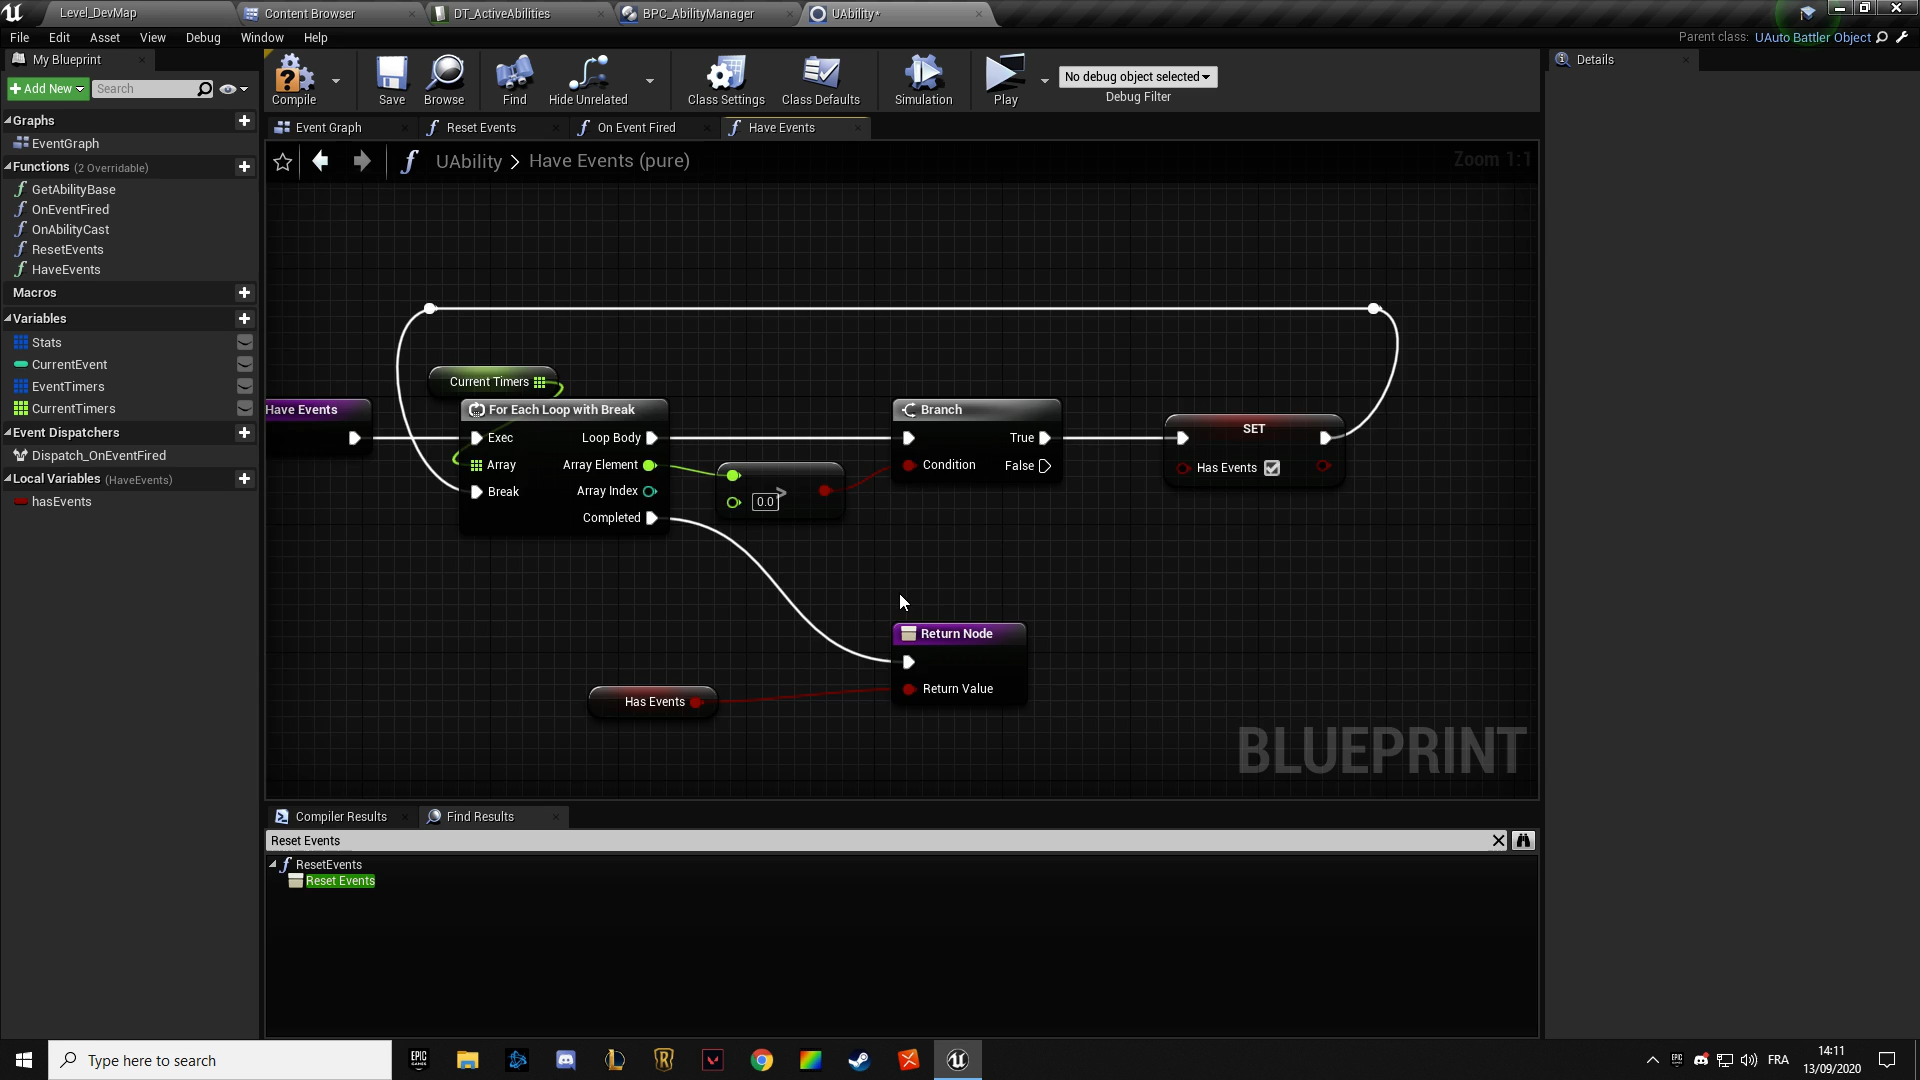 Level_DevMap
Content Browser
DT_ActiveAbilities
BPC_AbilityManager
UAbility*
File Edit Asset View Debug Window Help
Parent class: UAuto Battler Object
My Blueprint
Add New
Search
Compile
Save
Browse
Find
Hide Unrelated
Class Settings
Class Defaults
Simulation
Play
No debug object selected
Debug Filter
Details
Event Graph
Reset Events
On Event Fired
Have Events
UAbility > Have Events (pure)
Zoom 1:1
Graphs
EventGraph
Functions (2 Overridable)
GetAbilityBase
OnEventFired
OnAbilityCast
ResetEvents
HaveEvents
Macros
Variables
Stats
CurrentEvent
EventTimers
CurrentTimers
Event Dispatchers
Dispatch_OnEventFired
Local Variables (HaveEvents)
hasEvents
Current Timers
Have Events
For Each Loop with Break
Exec
Loop Body
Array
Array Element
Break
Array Index
Completed
>
0.0
Branch
True
Condition
False
SET
Has Events
Return Node
Return Value
Has Events
BLUEPRINT
Compiler Results
Find Results
Reset Events
ResetEvents
Reset Events
Type here to search
FRA
14:11
13/09/2020